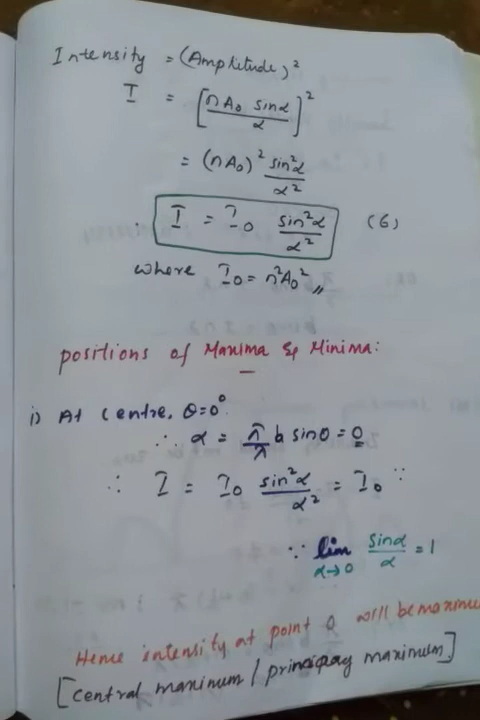 Intensity = (Amplitude)²
I = [nA₀ sinα / α]²
= (nA₀)² sin²α / α²
∴ I = I₀ sin²α / α² (6)
where I₀ = n²A₀²,,
positions of Maxima & Minima:
i) At centre, θ=0°
∴ α = π/λ b sinθ = 0
∴ I = I₀ sin²α / α² = I₀ ∵
∵ lim α→0 sinα / α = 1
Hence intensity at point O will be maximum
[central maximum /